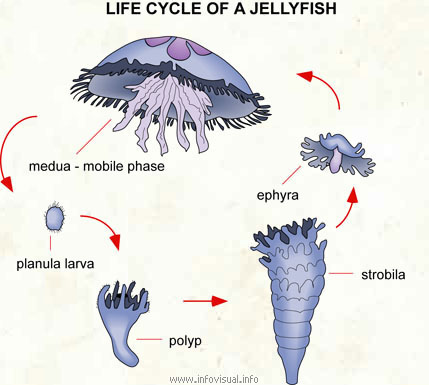 LIFE CYCLE OF A JELLYFISH
medua - mobile phase
ephyra
planula larva
strobila
polyp
www.infovisual.info